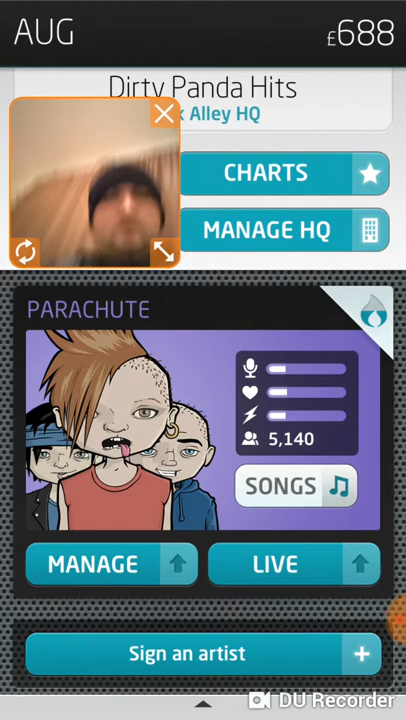 AUG £688
Dirty Panda Hits
k Alley HQ
CHARTS
MANAGE HQ
PARACHUTE
5,140
SONGS
MANAGE LIVE
Sign an artist
DU Recorder